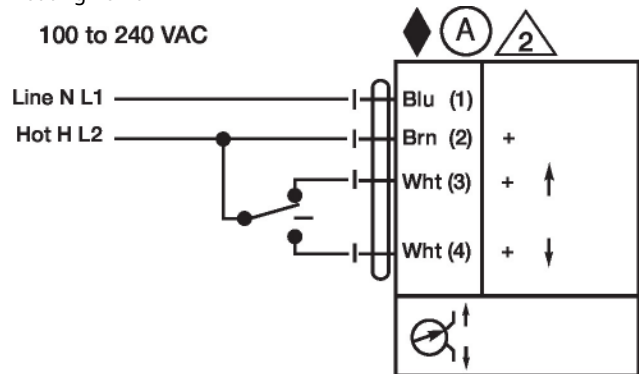 100 to 240 VAC
A
2
Line N L1
Blu (1)
Hot H L2
Brn (2) +
Wht (3) +
Wht (4) +